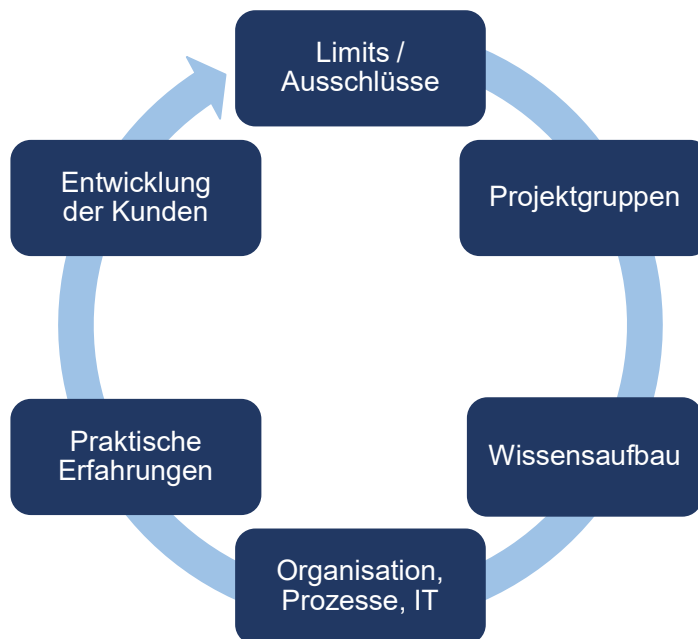 Limits /
Ausschlüsse
Projektgruppen
Wissensaufbau
Organisation,
Prozesse, IT
Praktische
Erfahrungen
Entwicklung
der Kunden